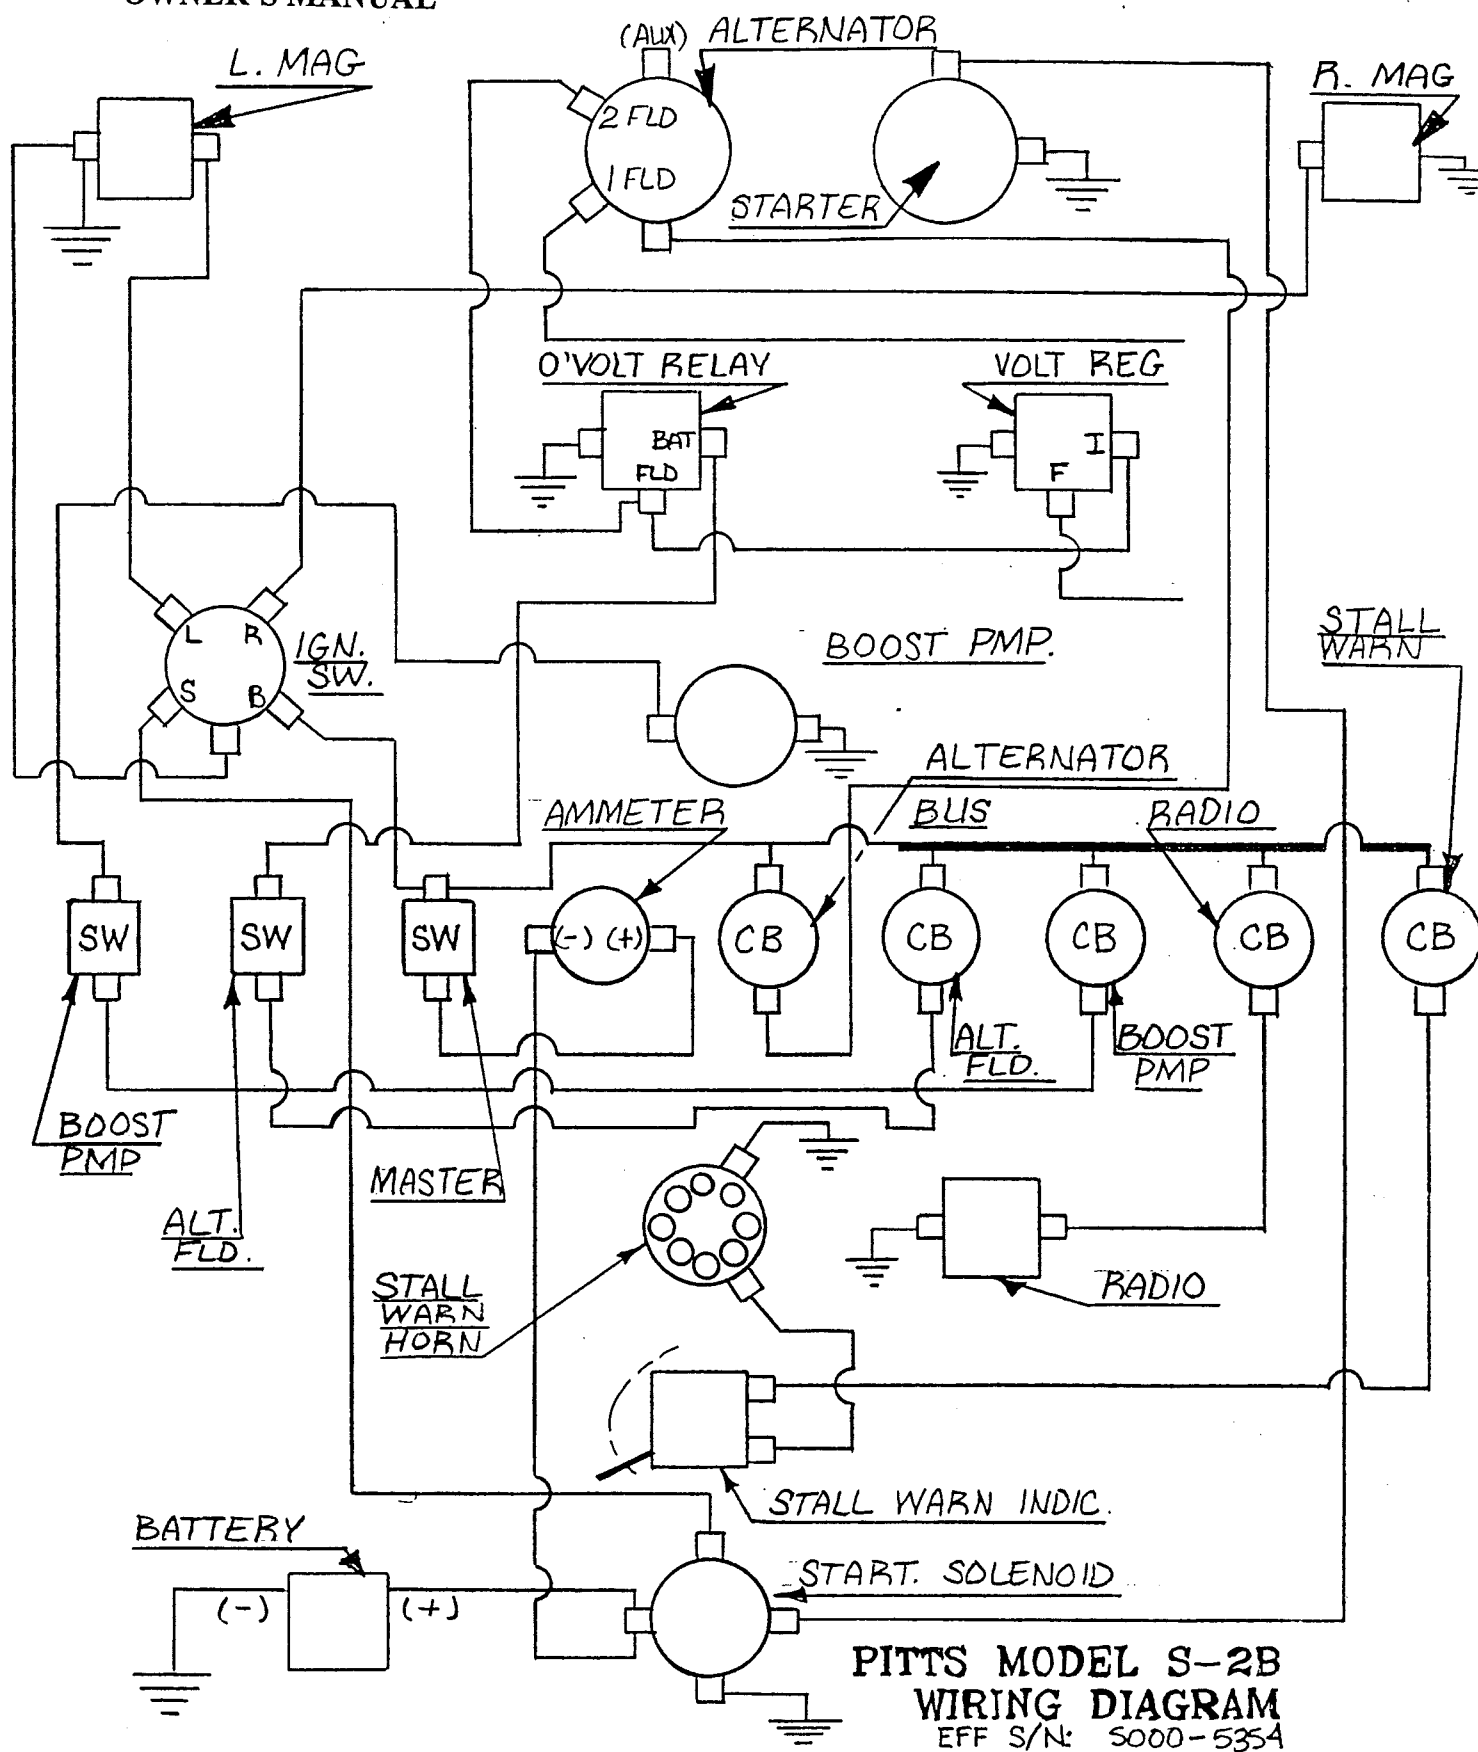 OWNER'S MANUAL
(AUX) ALTERNATOR
L. MAG
R. MAG
2 FLD
1 FLD
STARTER
O'VOLT RELAY
VOLT REG
BAT
FLD
I
F
L
R
S
B
IGN.
SW.
BOOST PMP.
STALL
WARN
ALTERNATOR
AMMETER
BUS
RADIO
SW
SW
SW
(-) (+)
CB
CB
CB
CB
CB
ALT.
FLD.
BOOST
PMP
BOOST
PMP
MASTER
ALT.
FLD.
STALL
WARN
HORN
RADIO
STALL WARN INDIC.
BATTERY
(-)
(+)
START. SOLENOID
PITTS MODEL S-2B
WIRING DIAGRAM
EFF S/N: 5000-5354